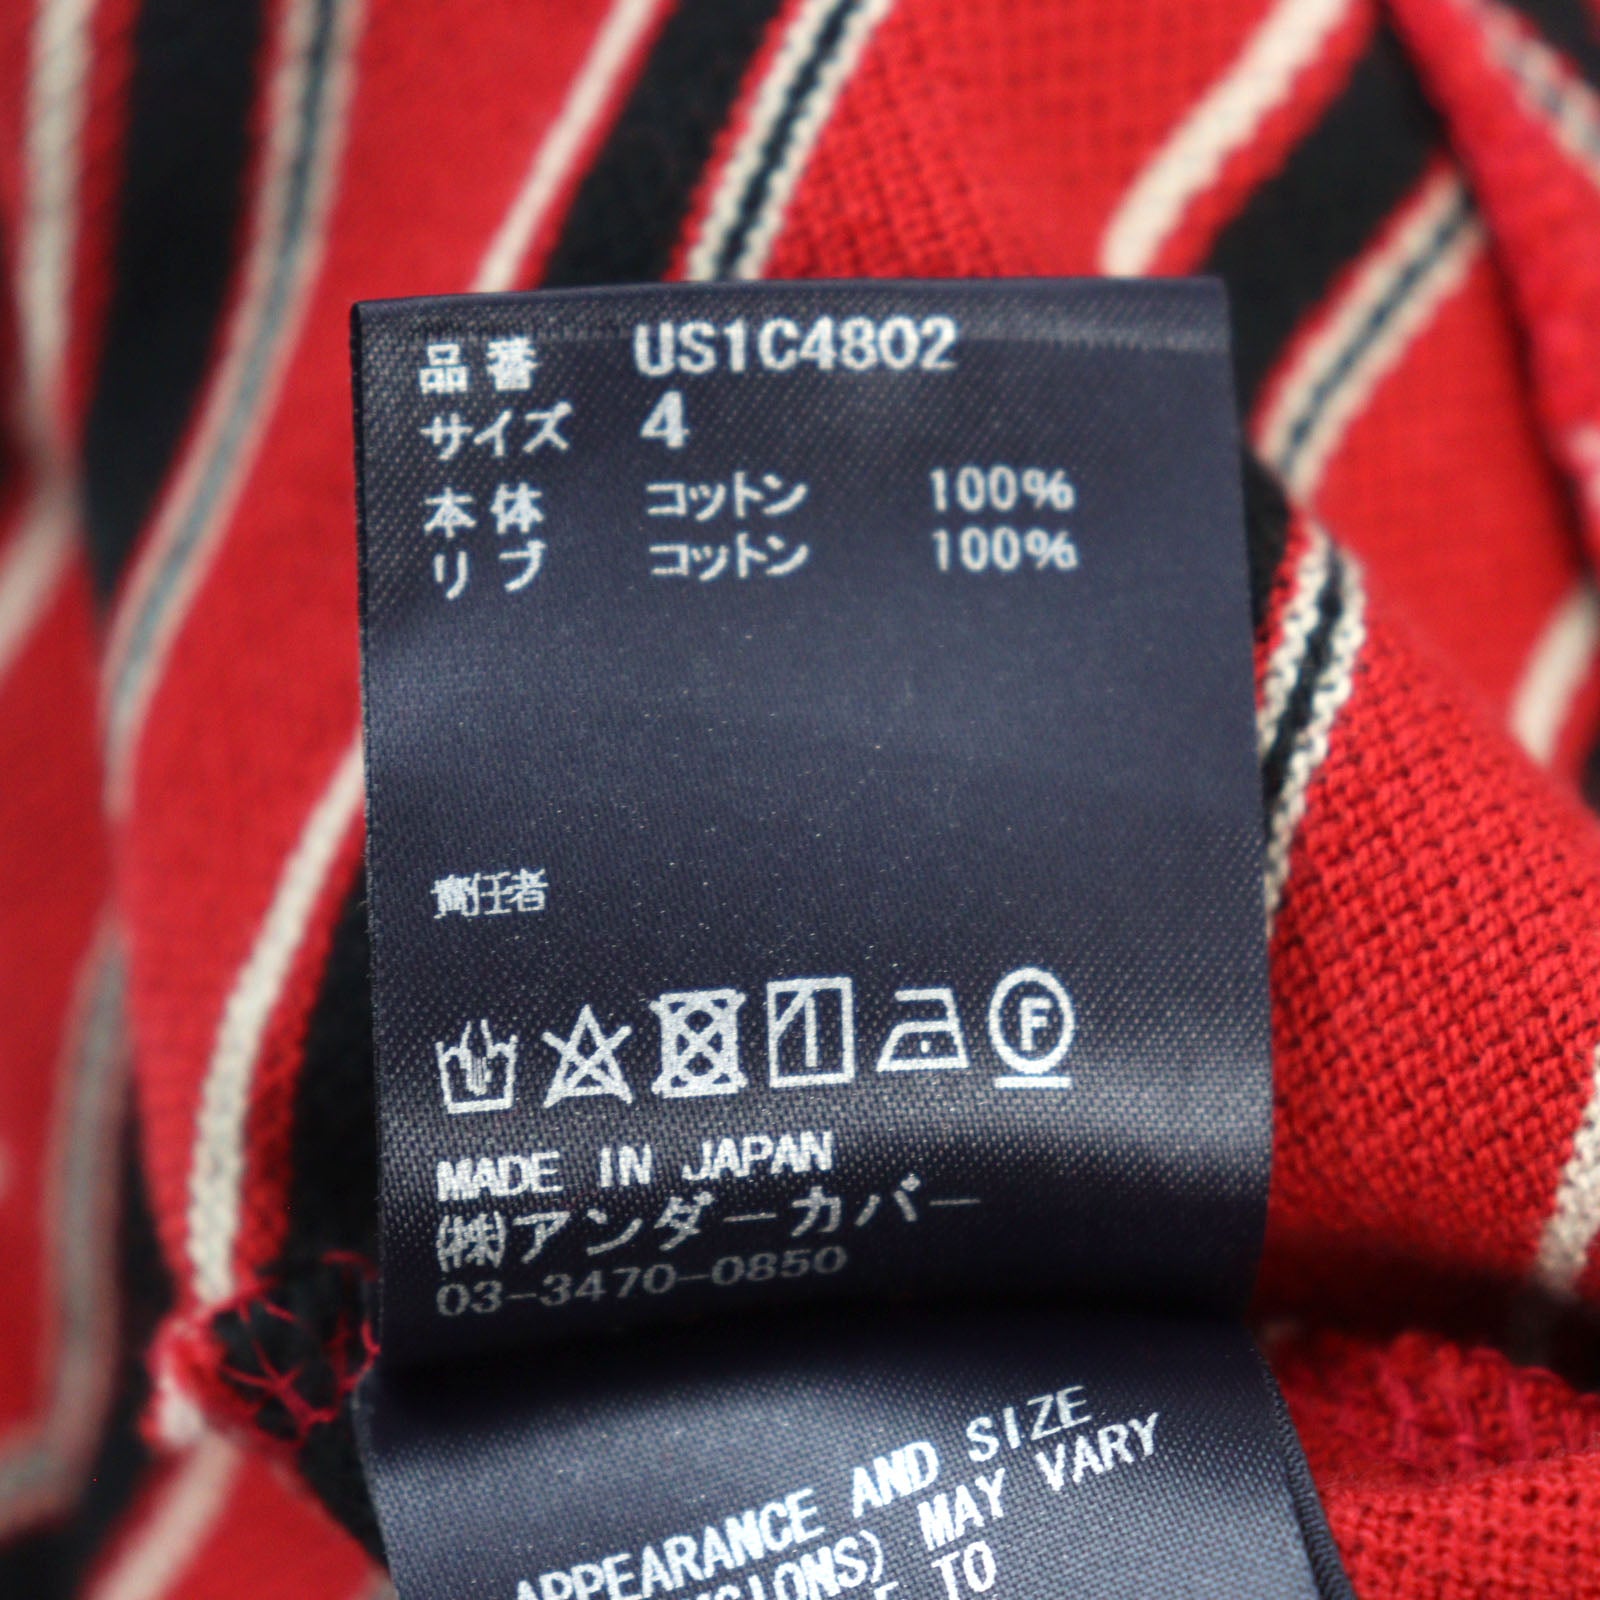 品番 US1C4802
サイズ 4
本体 コットン 100%
リブ コットン 100%
責任者
F
MADE IN JAPAN
(株)アンダーカバー
03-3470-0850
APPEARANCE AND SIZE
MAY VARY
TO